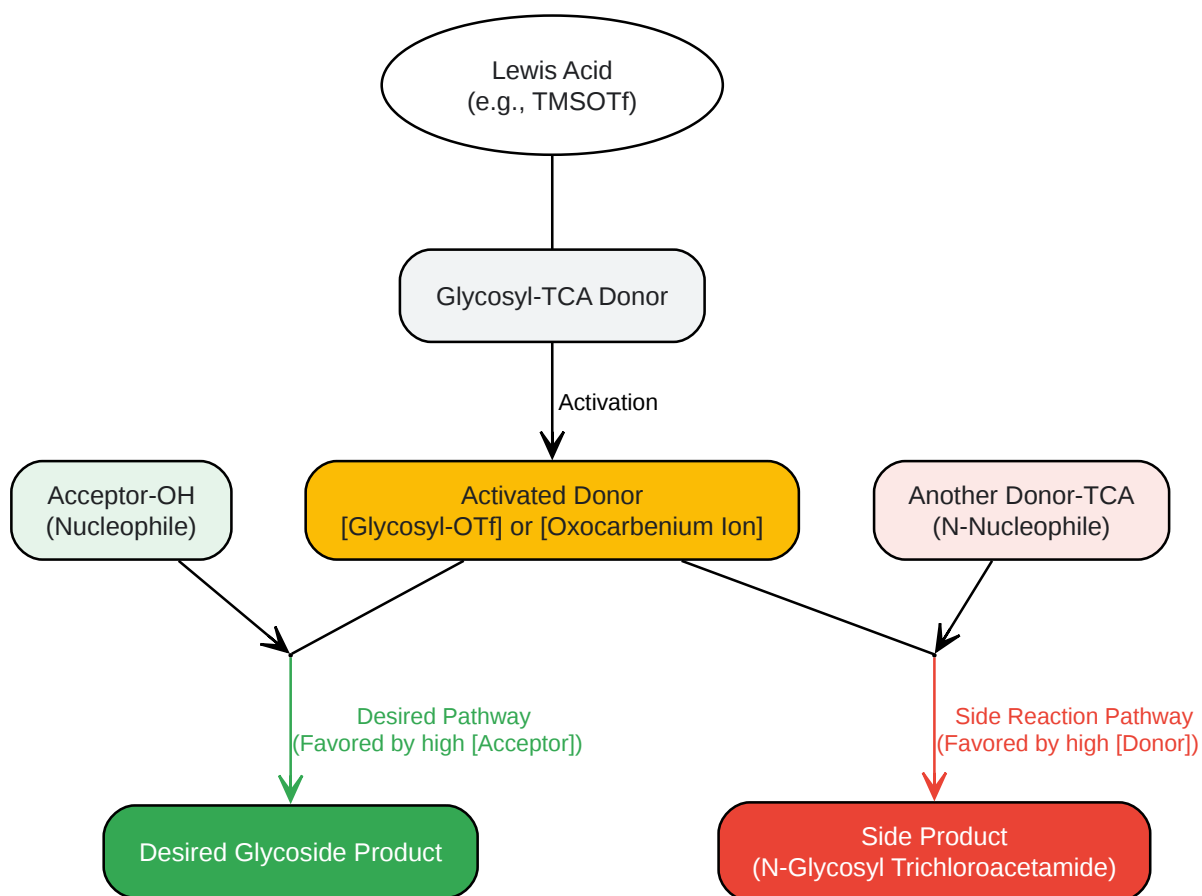 Lewis Acid
(e.g., TMSOTf)
Glycosyl-TCA Donor
Activation
Acceptor-OH
(Nucleophile)
Activated Donor
[Glycosyl-OTf] or [Oxocarbenium Ion]
Another Donor-TCA
(N-Nucleophile)
Desired Pathway
(Favored by high [Acceptor])
Side Reaction Pathway
(Favored by high [Donor])
Desired Glycoside Product
Side Product
(N-Glycosyl Trichloroacetamide)